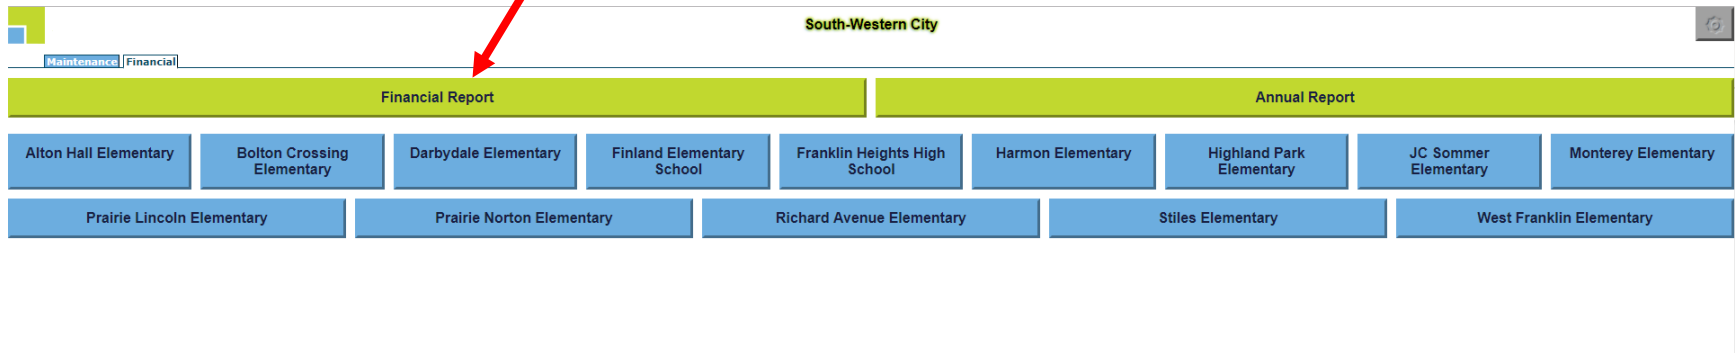 South-Western City
Maintenance Financial
Financial Report
Annual Report
Alton Hall Elementary
Bolton Crossing
Elementary
Darbydale Elementary
Finland Elementary
School
Franklin Heights High
School
Harmon Elementary
Highland Park
Elementary
JC Sommer
Elementary
Monterey Elementary
Prairie Lincoln Elementary
Prairie Norton Elementary
Richard Avenue Elementary
Stiles Elementary
West Franklin Elementary